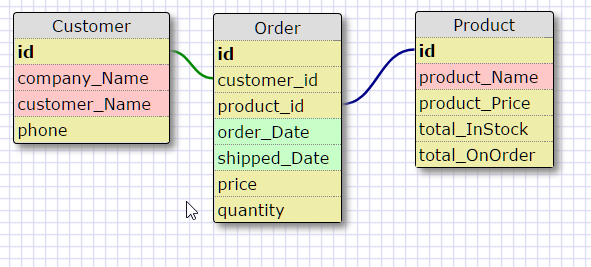 Customer
id
company_Name
customer_Name
phone
Order
id
customer_id
product_id
order_Date
shipped_Date
price
quantity
Product
id
product_Name
product_Price
total_InStock
total_OnOrder